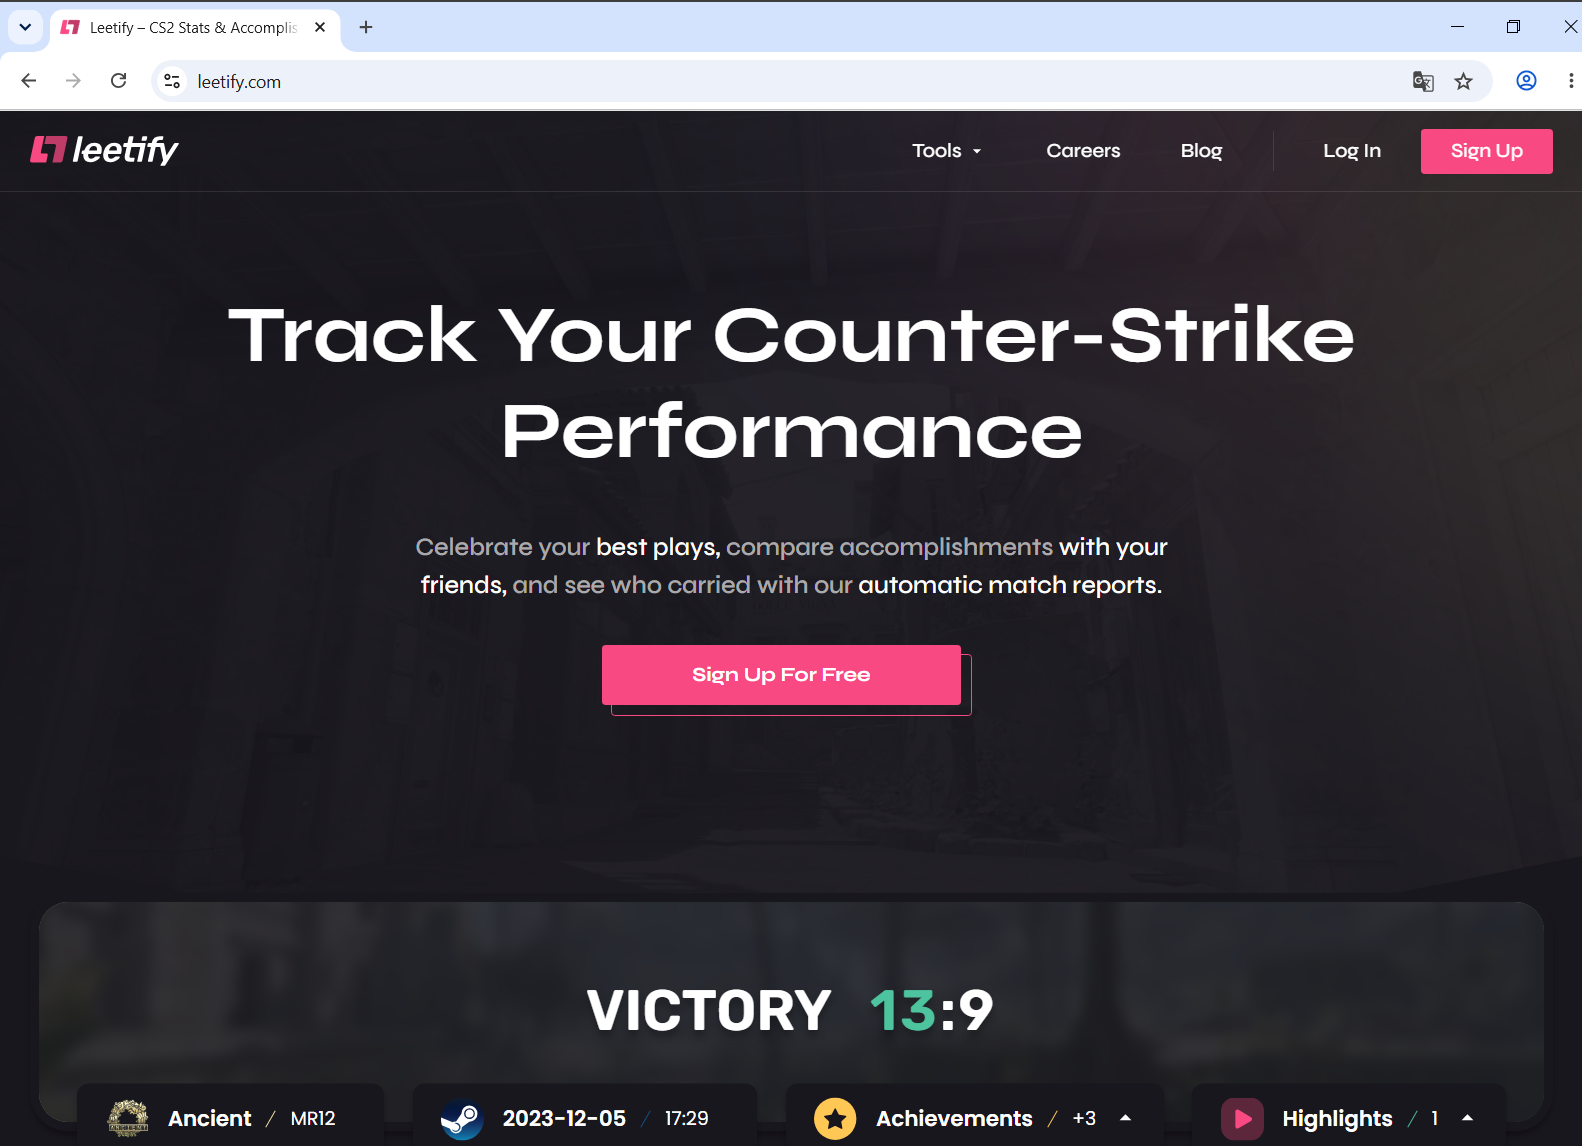 Leetify – CS2 Stats & Accomplis
leetify.com
leetify
Tools
Careers
Blog
Log In
Sign Up
Track Your Counter-Strike
Performance
Celebrate your best plays, compare accomplishments with your
friends, and see who carried with our automatic match reports.
Sign Up For Free
VICTORY 13:9
Ancient / MR12
2023-12-05 / 17:29
Achievements / +3
Highlights / 1